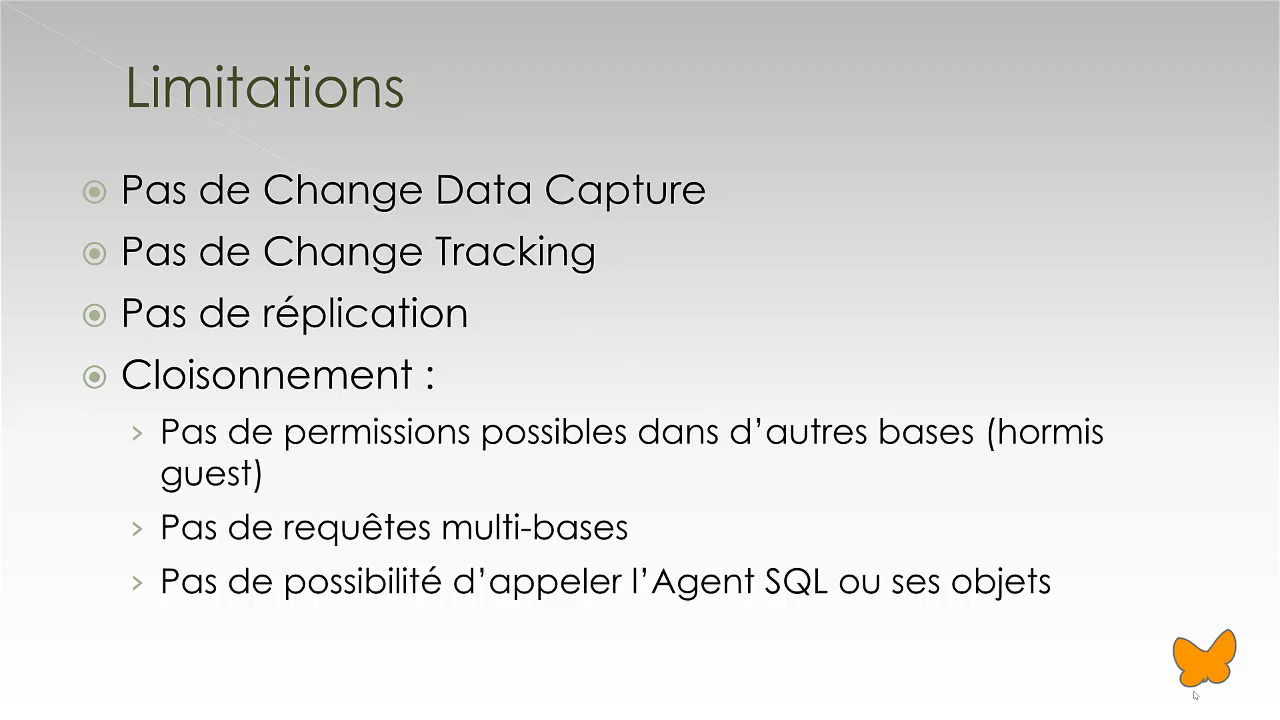 Limitations
Pas de Change Data Capture
Pas de Change Tracking
Pas de réplication
Cloisonnement :
Pas de permissions possibles dans d’autres bases (hormis
guest)
Pas de requêtes multi-bases
Pas de possibilité d’appeler l’Agent SQL ou ses objets